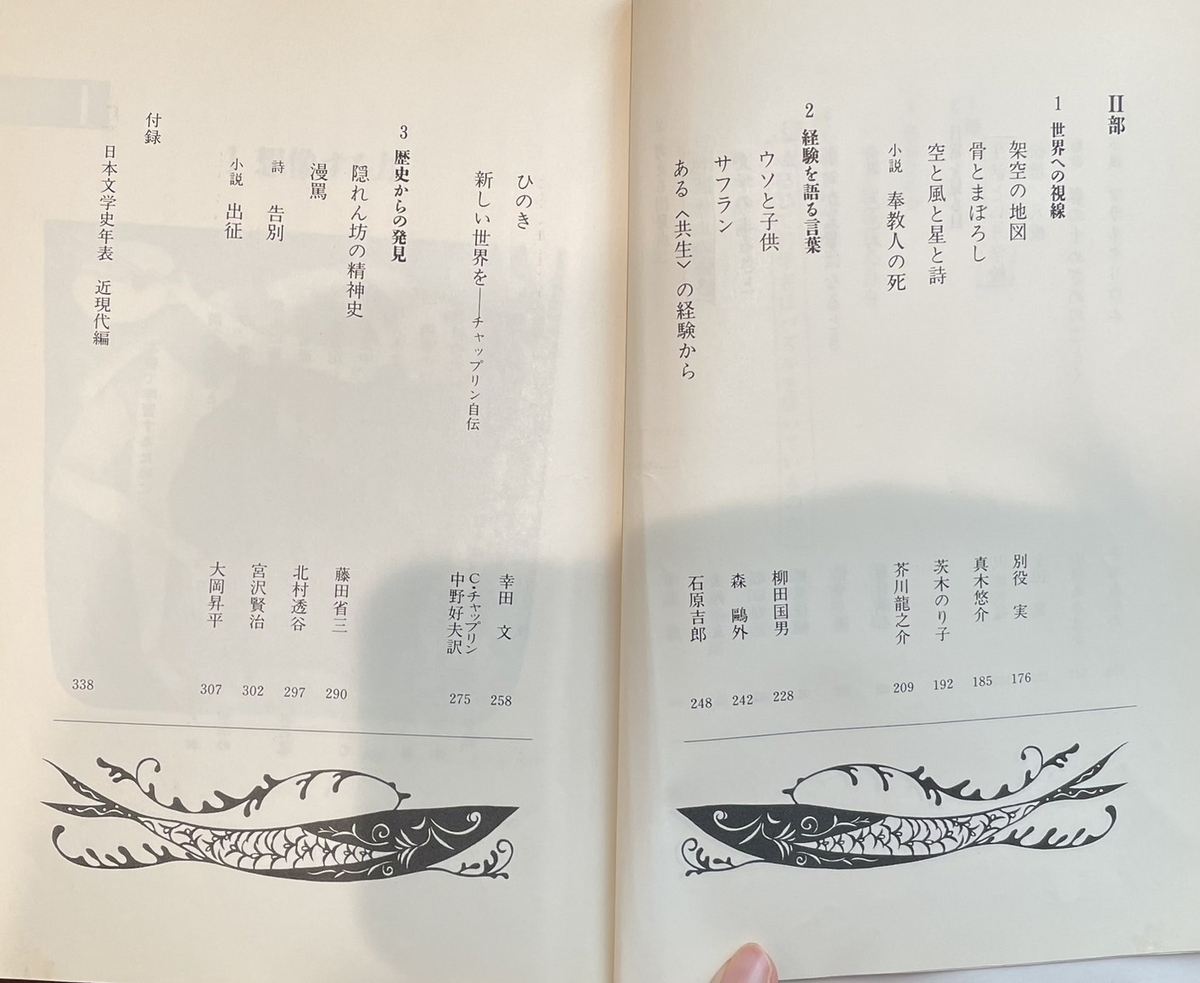 II部
1 世界への視線
架空の地図 別役 実 176
骨とまぼろし 真木悠介 185
空と風と星と詩 茨木のり子 192
小説 奉教人の死 芥川龍之介 209
2 経験を語る言葉
ウソと子供 柳田国男 228
サフラン 森 鷗外 242
ある〈共生〉の経験から 石原吉郎 248
ひのき 幸田 文 258
新しい世界を――チャップリン自伝 C・チャップリン 中野好夫訳 275
3 歴史からの発見
隠れん坊の精神史 藤田省三 290
漫罵 北村透谷 297
詩 告別 宮沢賢治 302
小説 出征 大岡昇平 307
付録
日本文学史年表 近現代編 338